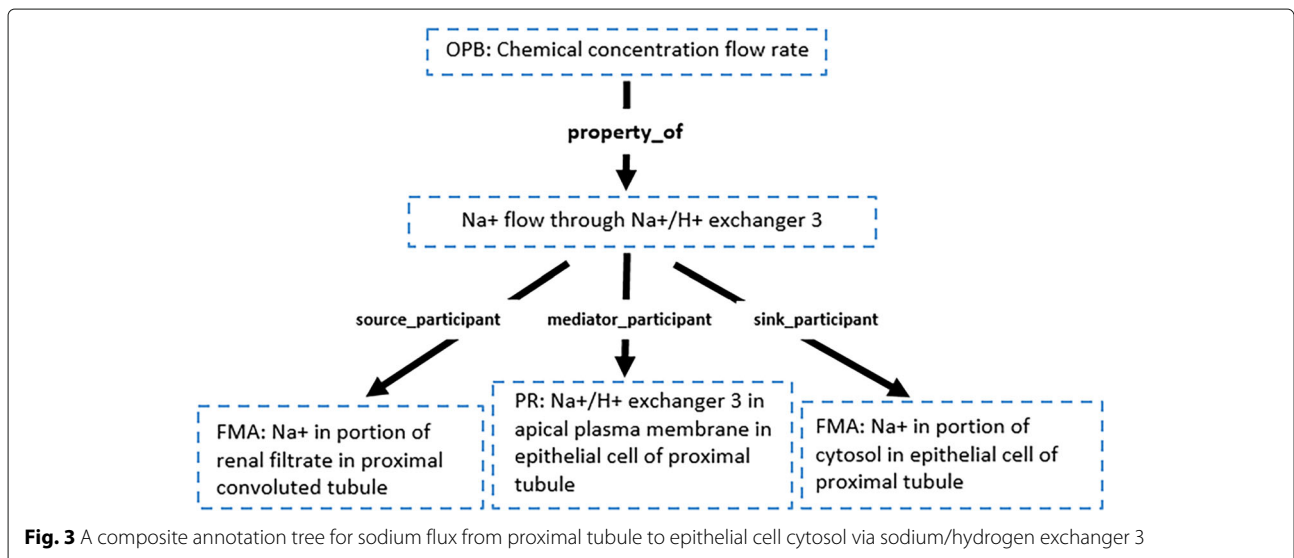 OPB: Chemical concentration flow rate
property_of
Na+ flow through Na+/H+ exchanger 3
source_participant mediator_participant sink_participant
FMA: Na+ in portion of
renal filtrate in proximal
convoluted tubule
PR: Na+/H+ exchanger 3 in
apical plasma membrane in
epithelial cell of proximal
tubule
FMA: Na+ in portion of
cytosol in epithelial cell of
proximal tubule
Fig. 3 A composite annotation tree for sodium flux from proximal tubule to epithelial cell cytosol via sodium/hydrogen exchanger 3